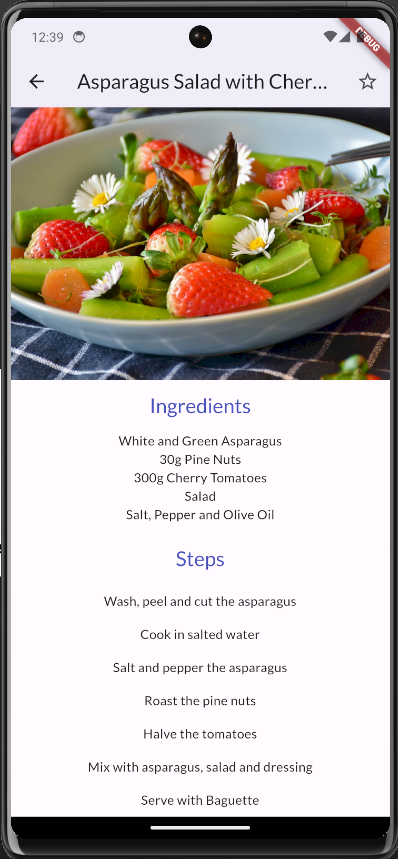 12:39
DEBUG
Asparagus Salad with Cher...
Ingredients
White and Green Asparagus
30g Pine Nuts
300g Cherry Tomatoes
Salad
Salt, Pepper and Olive Oil
Steps
Wash, peel and cut the asparagus
Cook in salted water
Salt and pepper the asparagus
Roast the pine nuts
Halve the tomatoes
Mix with asparagus, salad and dressing
Serve with Baguette